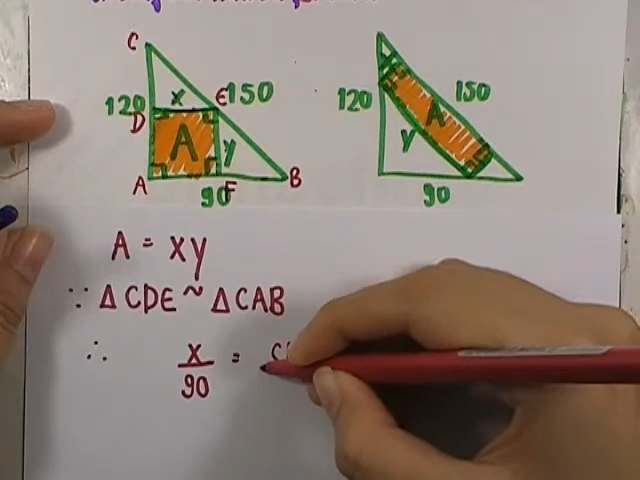 C
x E 150
120
D
A y
A 90 F B
120 150
A
y
90
A = xy
∵ ΔCDE ~ ΔCAB
∴ x/90 =